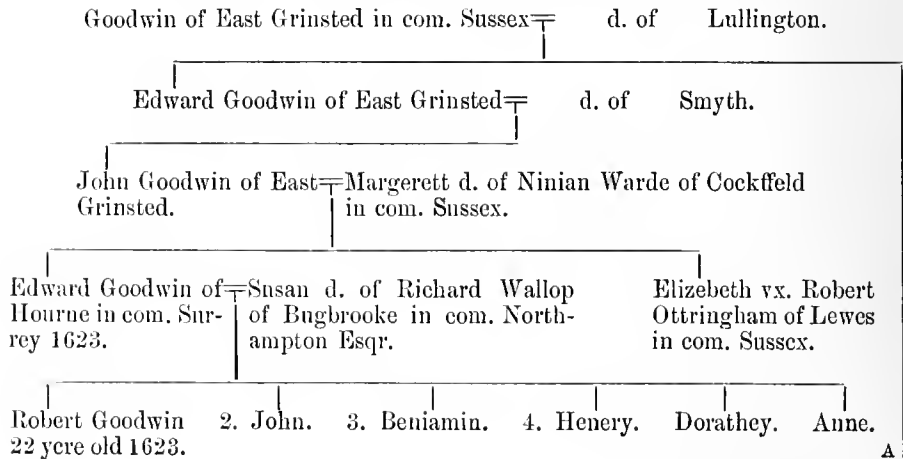 Goodwin of East Grinsted in com. Sussex d. of Lullington.
Edward Goodwin of East Grinsted d. of Smyth.
John Goodwin of East Margerett d. of Ninian Warde of Cockffeld
Grinsted. in com. Sussex.
Edward Goodwin of Susan d. of Richard Wallop Elizebeth vx. Robert
Hourne in com. Sur- of Bugbrooke in com. North- Ottringham of Lewes
rey 1623. ampton Esqr. in com. Sussex.
Robert Goodwin 2. John. 3. Beniamin. 4. Henery. Dorathey. Anne.
22 yere old 1623. A